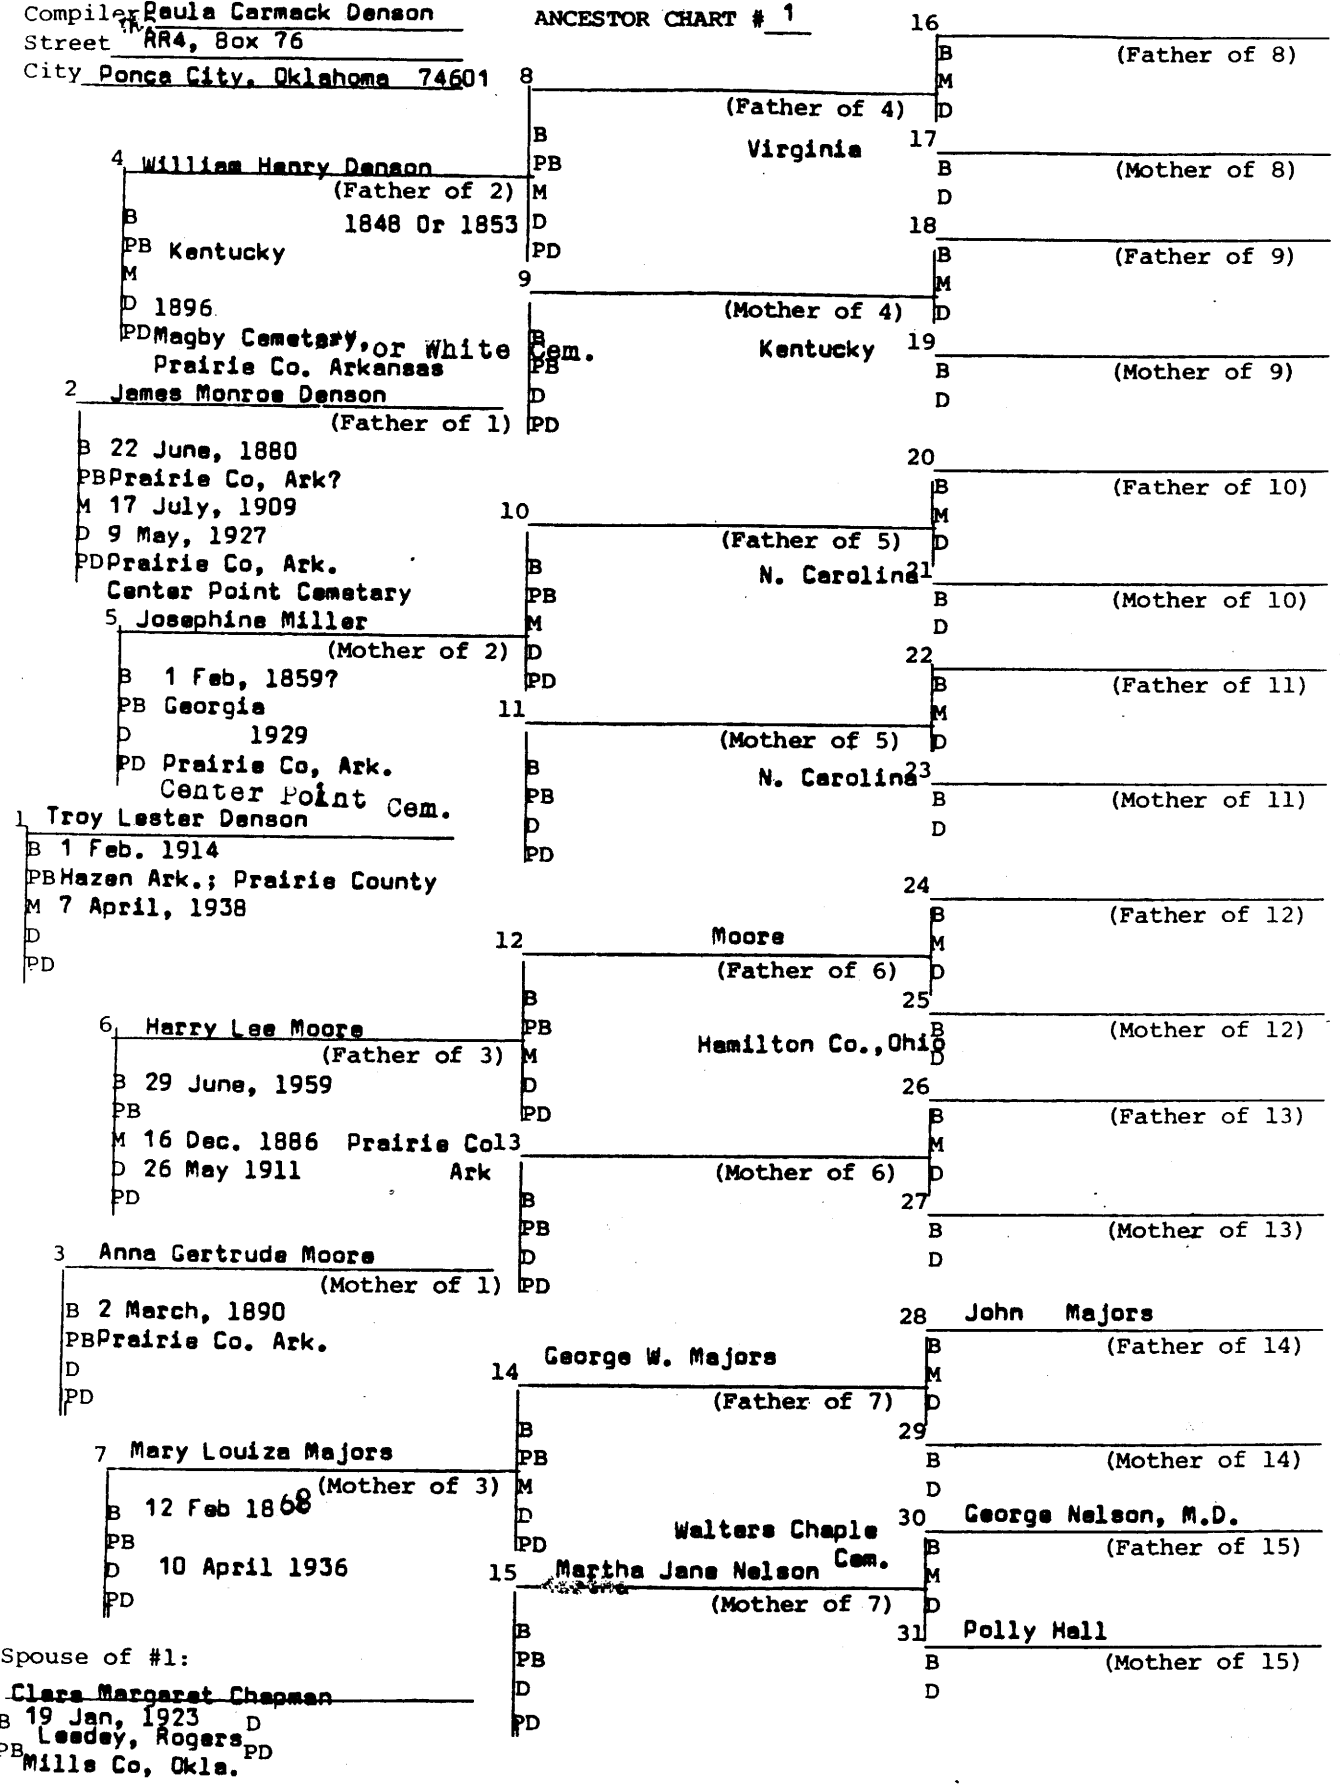 Compiler Paula Carmack Denson
ANCESTOR CHART # 1
Street RR4, Box 76
City Ponca City, Oklahoma 74601
16
(Father of 8)
B
M
D
8
(Father of 4)
B
PB Virginia
M
D
PD
17
(Mother of 8)
B
D
4 William Henry Denson
(Father of 2)
B 1848 Or 1853
PB Kentucky
M
D 1896
PD Magby Cemetary, or White Cem.
Prairie Co. Arkansas
18
(Father of 9)
B
M
D
9
(Mother of 4)
B
PB Kentucky
D
PD
19
(Mother of 9)
B
D
2 James Monroe Denson
(Father of 1)
B 22 June, 1880
PB Prairie Co, Ark?
M 17 July, 1909
D 9 May, 1927
PD Prairie Co, Ark.
Center Point Cemetary
20
(Father of 10)
B
M
D
10
(Father of 5)
B N. Carolina
PB
M
D
PD
21
(Mother of 10)
B
D
5 Josephine Miller
(Mother of 2)
B 1 Feb, 1859?
PB Georgia
D 1929
PD Prairie Co, Ark.
Center Point Cem.
22
(Father of 11)
B
M
D
11
(Mother of 5)
B N. Carolina
PB
D
PD
23
(Mother of 11)
B
D
1 Troy Lester Denson
B 1 Feb. 1914
PB Hazen Ark.; Prairie County
M 7 April, 1938
D
PD
24
(Father of 12)
B
M
D
12 Moore
(Father of 6)
B
PB Hamilton Co., Ohio
M
D
PD
25
(Mother of 12)
B
D
6 Harry Lee Moore
(Father of 3)
B 29 June, 1959
PB
M 16 Dec. 1886 Prairie Co
D 26 May 1911 Ark
PD
26
(Father of 13)
B
M
D
13
(Mother of 6)
B
PB
D
PD
27
(Mother of 13)
B
D
3 Anna Gertrude Moore
(Mother of 1)
B 2 March, 1890
PB Prairie Co. Ark.
D
PD
28 John Majors
(Father of 14)
B
M
D
14 George W. Majors
(Father of 7)
B
PB
M
D
PD Walters Chaple Cem.
29
(Mother of 14)
B
D
7 Mary Louiza Majors
(Mother of 3)
B 12 Feb 1868
PB
D 10 April 1936
PD
30 George Nelson, M.D.
(Father of 15)
B
M
D
15 Martha Jane Nelson
(Mother of 7)
B
PB
D
PD
31 Polly Hall
(Mother of 15)
B
D
Spouse of #1:
Clara Margaret Chapman
B 19 Jan, 1923 D
PB Leedey, Rogers PD
Mills Co, Okla.